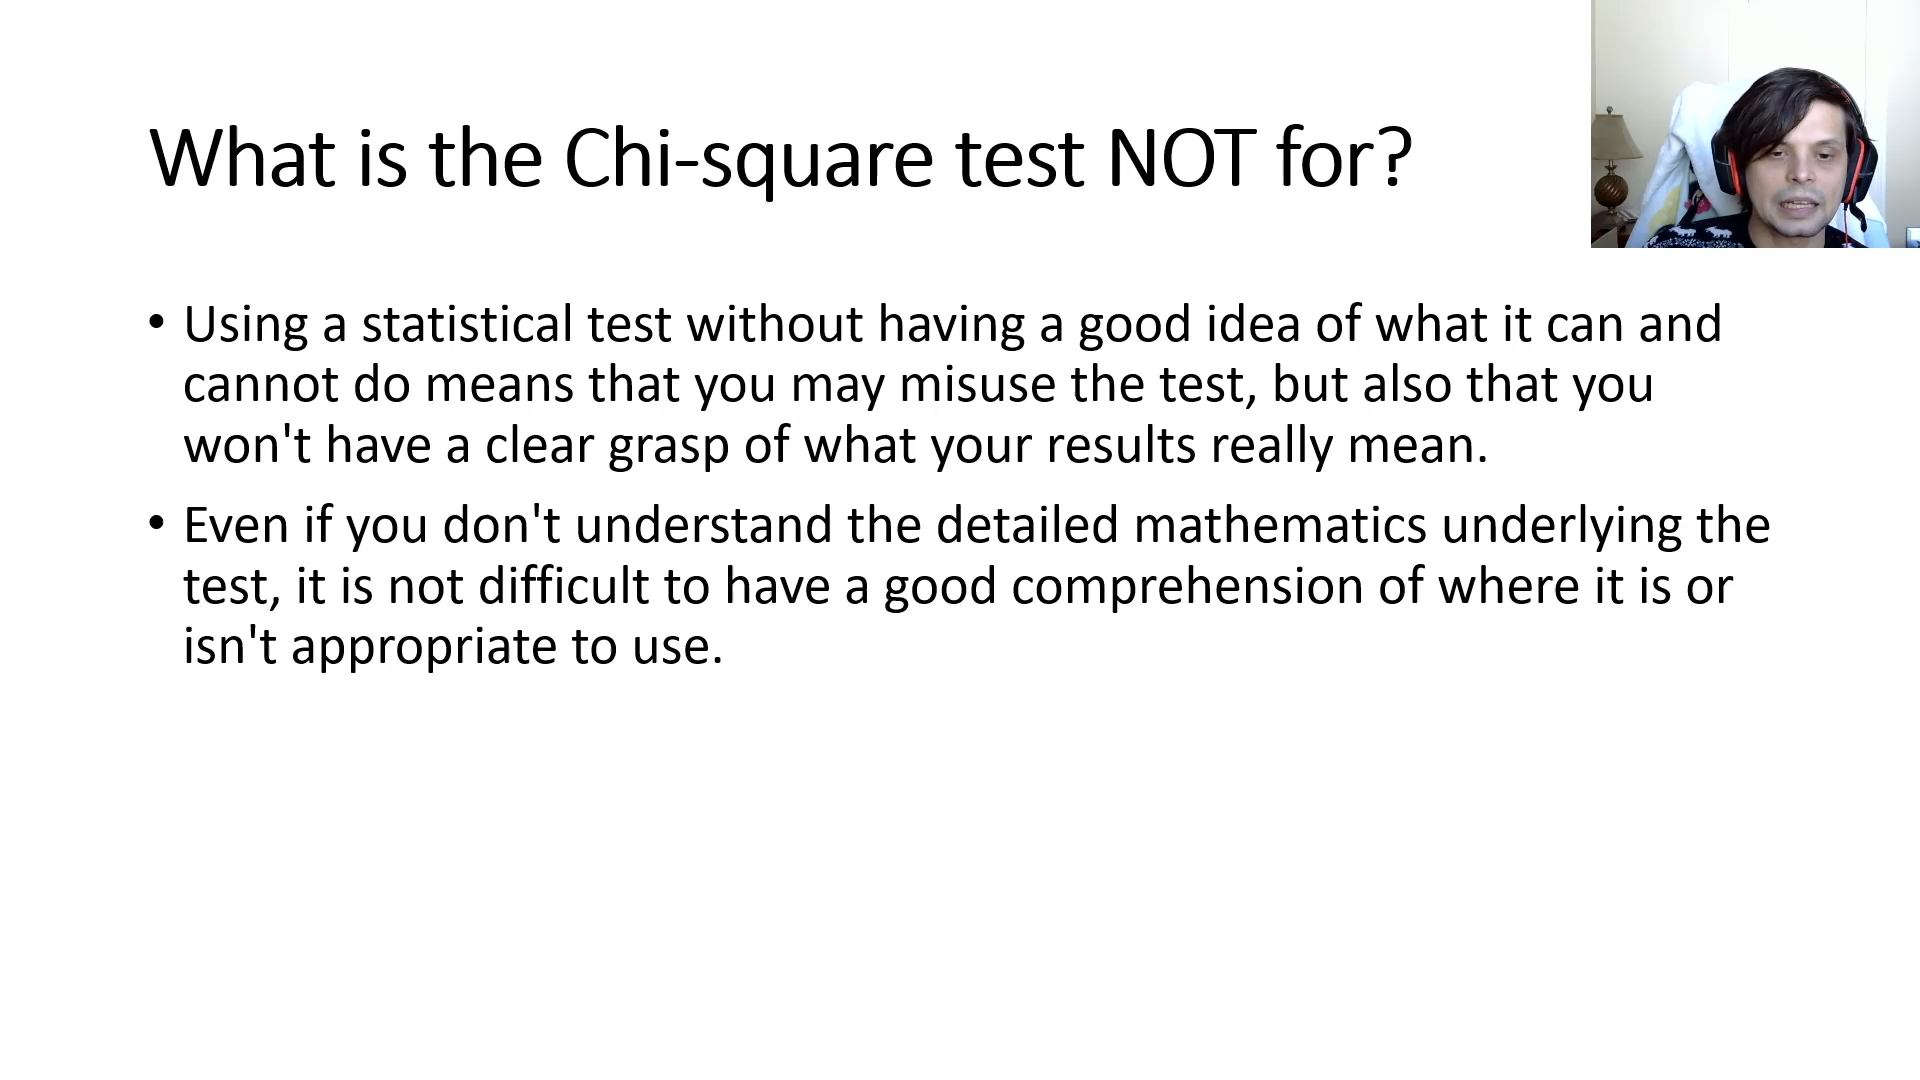 What is the Chi-square test NOT for?
• Using a statistical test without having a good idea of what it can and
cannot do means that you may misuse the test, but also that you
won't have a clear grasp of what your results really mean.
• Even if you don't understand the detailed mathematics underlying the
test, it is not difficult to have a good comprehension of where it is or
isn't appropriate to use.